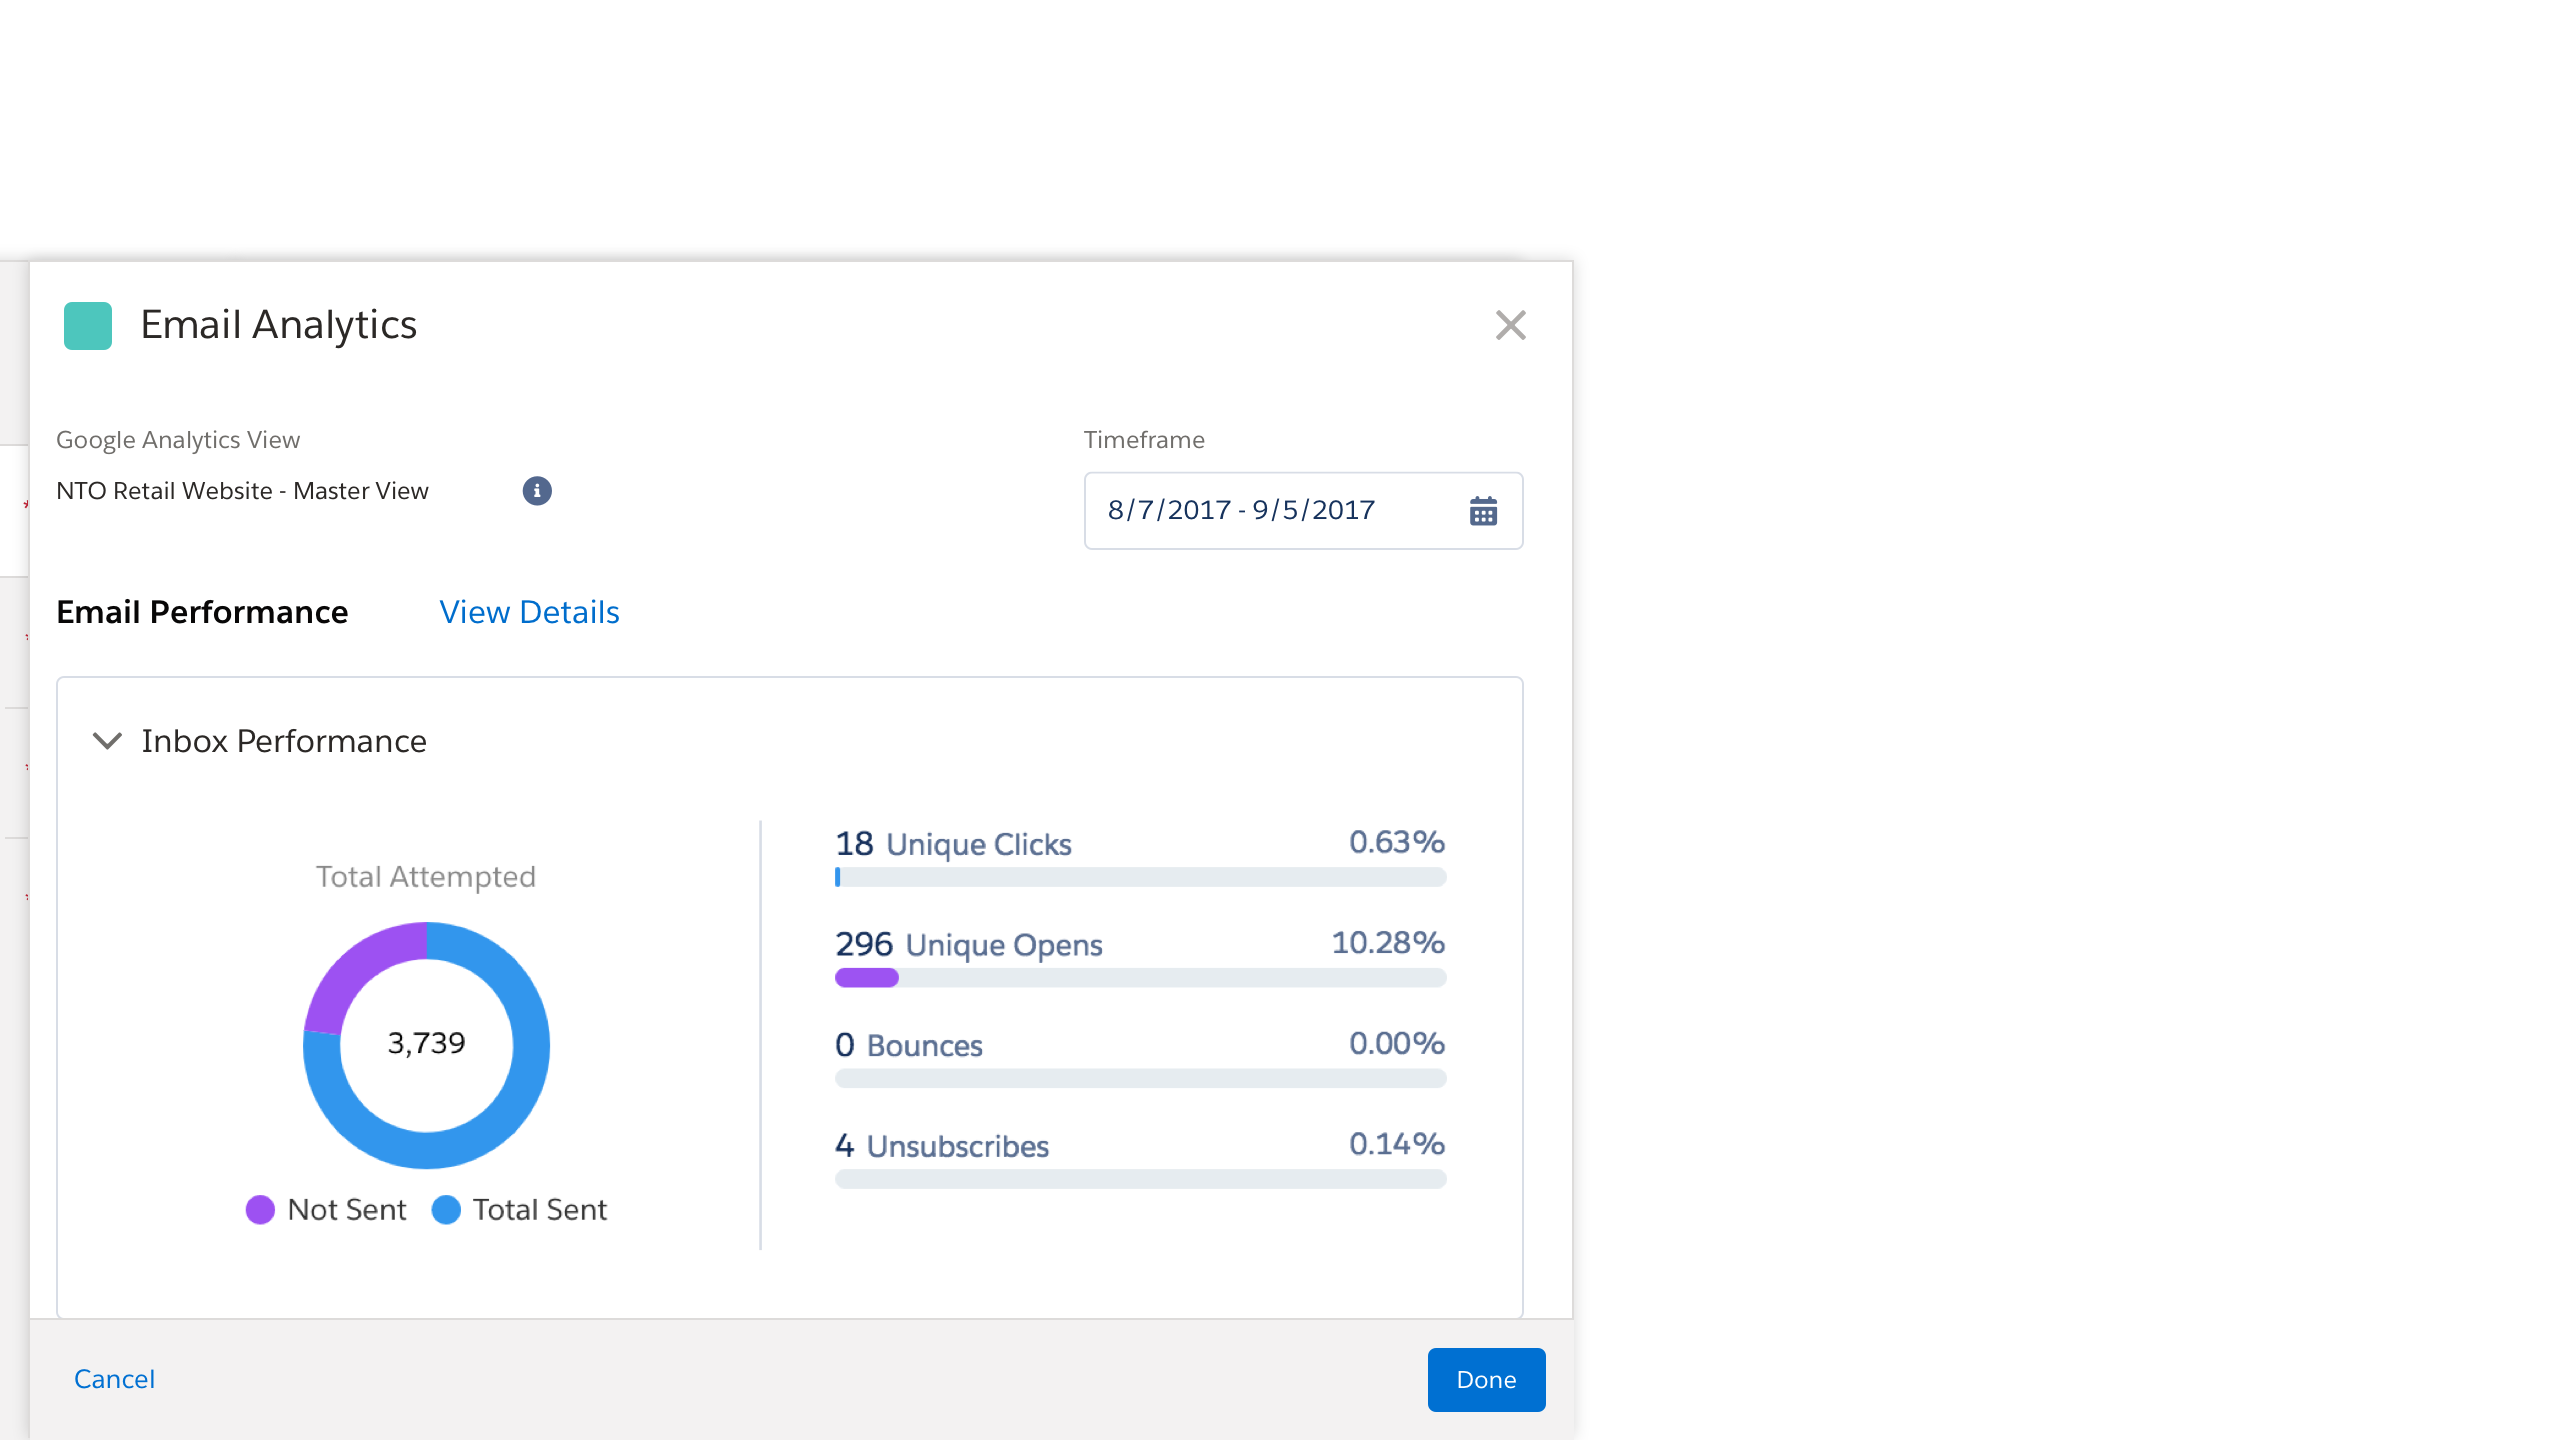 Email Analytics
Google Analytics View
NTO Retail Website - Master View
Timeframe
8/7/2017 - 9/5/2017
Email Performance
View Details
Inbox Performance
Total Attempted
3,739
Not Sent
Total Sent
18 Unique Clicks 0.63%
296 Unique Opens 10.28%
0 Bounces 0.00%
4 Unsubscribes 0.14%
Cancel
Done